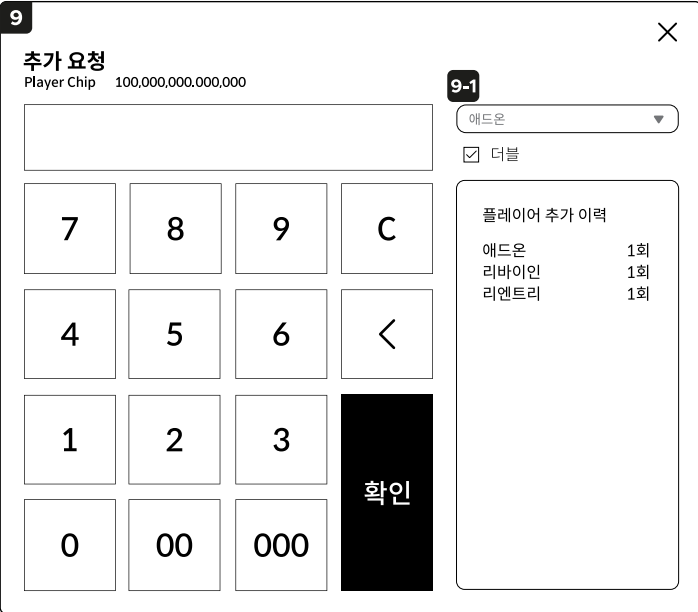 9
추가 요청
Player Chip 100,000,000.000,000
9-1
애드온
더블
7 8 9 C
4 5 6 <
1 2 3
확인
0 00 000
플레이어 추가 이력
애드온 1회
리바이인 1회
리엔트리 1회